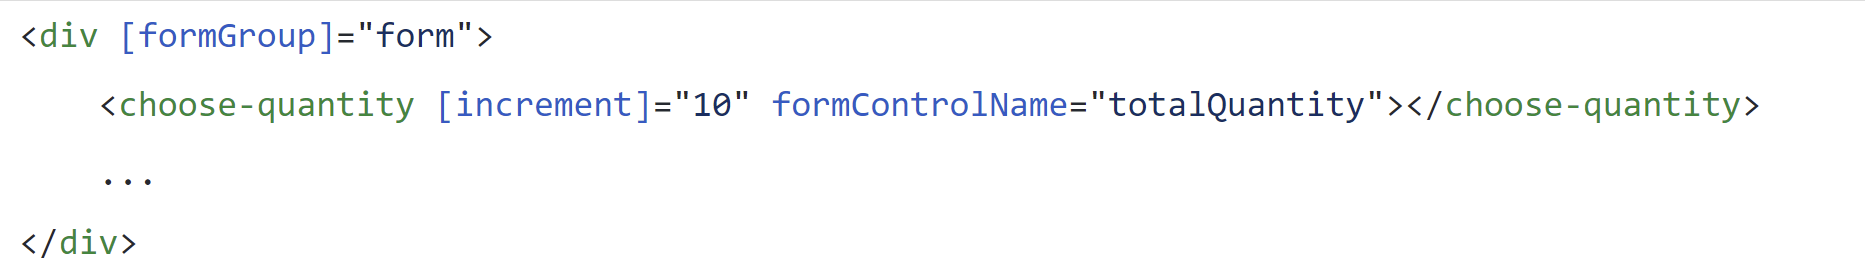 <div [formGroup]="form">
<choose-quantity [increment]="10" formControlName="totalQuantity"></choose-quantity>
...
</div>